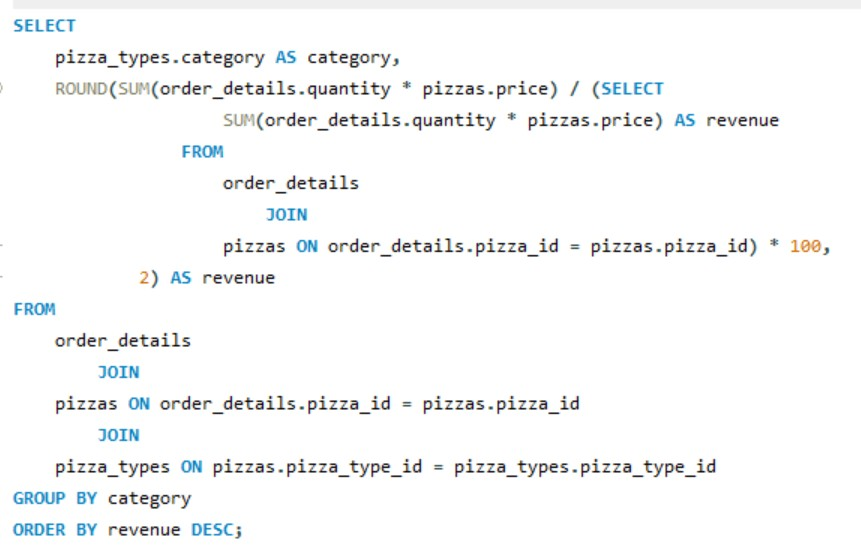 SELECT
pizza_types.category AS category,
ROUND(SUM(order_details.quantity * pizzas.price) / (SELECT
SUM(order_details.quantity * pizzas.price) AS revenue
FROM
order_details
JOIN
pizzas ON order_details.pizza_id = pizzas.pizza_id) * 100,
2) AS revenue
FROM
order_details
JOIN
pizzas ON order_details.pizza_id = pizzas.pizza_id
JOIN
pizza_types ON pizzas.pizza_type_id = pizza_types.pizza_type_id
GROUP BY category
ORDER BY revenue DESC;